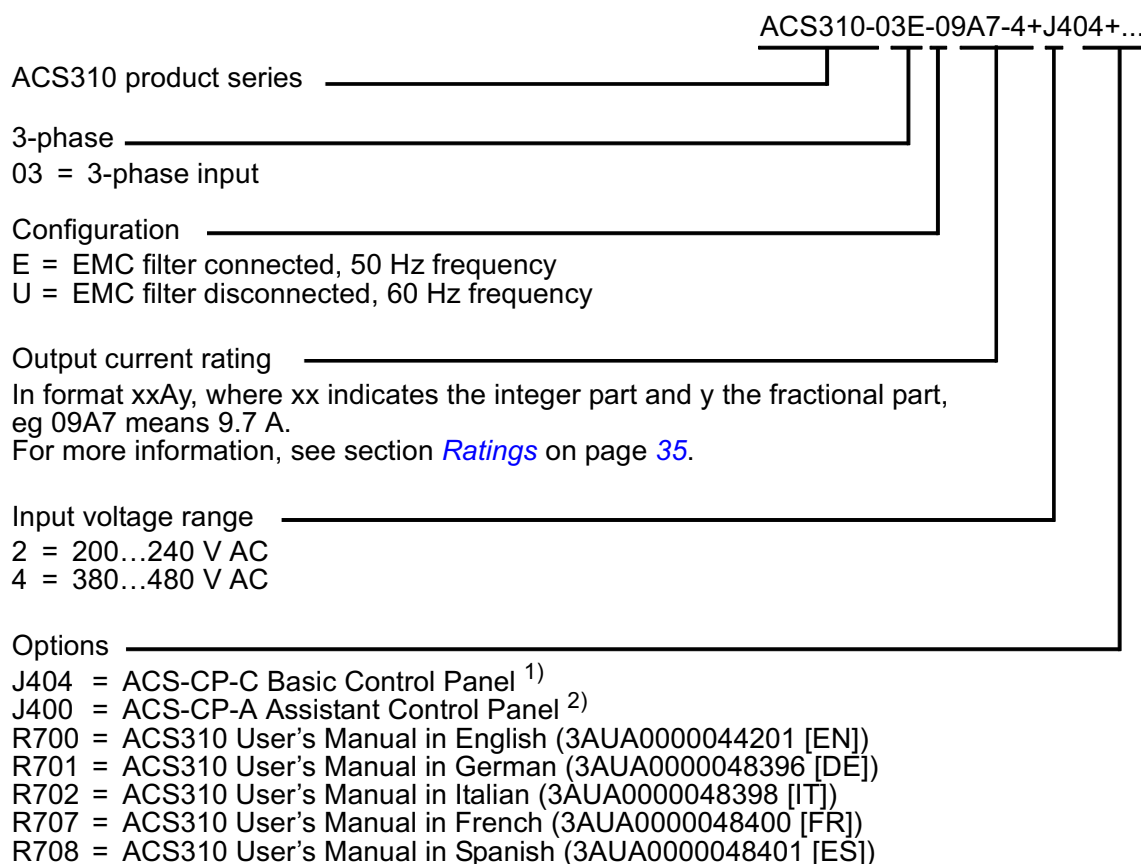 ACS310-03E-09A7-4+J404+...
ACS310 product series
3-phase
03 = 3-phase input
Configuration
E = EMC filter connected, 50 Hz frequency
U = EMC filter disconnected, 60 Hz frequency
Output current rating
In format xxAy, where xx indicates the integer part and y the fractional part,
eg 09A7 means 9.7 A.
For more information, see section Ratings on page 35.
Input voltage range
2 = 200…240 V AC
4 = 380…480 V AC
Options
J404 = ACS-CP-C Basic Control Panel 1)
J400 = ACS-CP-A Assistant Control Panel 2)
R700 = ACS310 User's Manual in English (3AUA0000044201 [EN])
R701 = ACS310 User's Manual in German (3AUA0000048396 [DE])
R702 = ACS310 User's Manual in Italian (3AUA0000048398 [IT])
R707 = ACS310 User's Manual in French (3AUA0000048400 [FR])
R708 = ACS310 User's Manual in Spanish (3AUA0000048401 [ES])